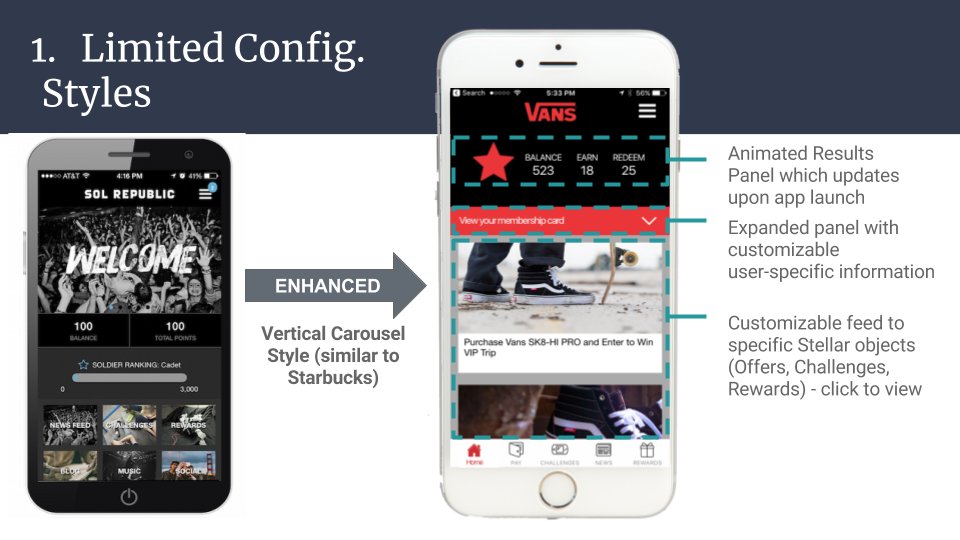 1. Limited Config.
Styles
AT&T 4:16 PM 41%
SOL REPUBLIC
2
WELCOME
100 100
BALANCE TOTAL POINTS
SOLDIER RANKING: Cadet
0 3,000
NEWS FEED CHALLENGES REWARDS
BLOG MUSIC SOCIAL
ENHANCED
Vertical Carousel
Style (similar to
Starbucks)
Search 5:33 PM 56%
VANS
BALANCE EARN REDEEM
523 18 25
View your membership card
Purchase Vans SK8-HI PRO and Enter to Win
VIP Trip
Home PAY CHALLENGES NEWS REWARDS
Animated Results
Panel which updates
upon app launch
Expanded panel with
customizable
user-specific information
Customizable feed to
specific Stellar objects
(Offers, Challenges,
Rewards) - click to view